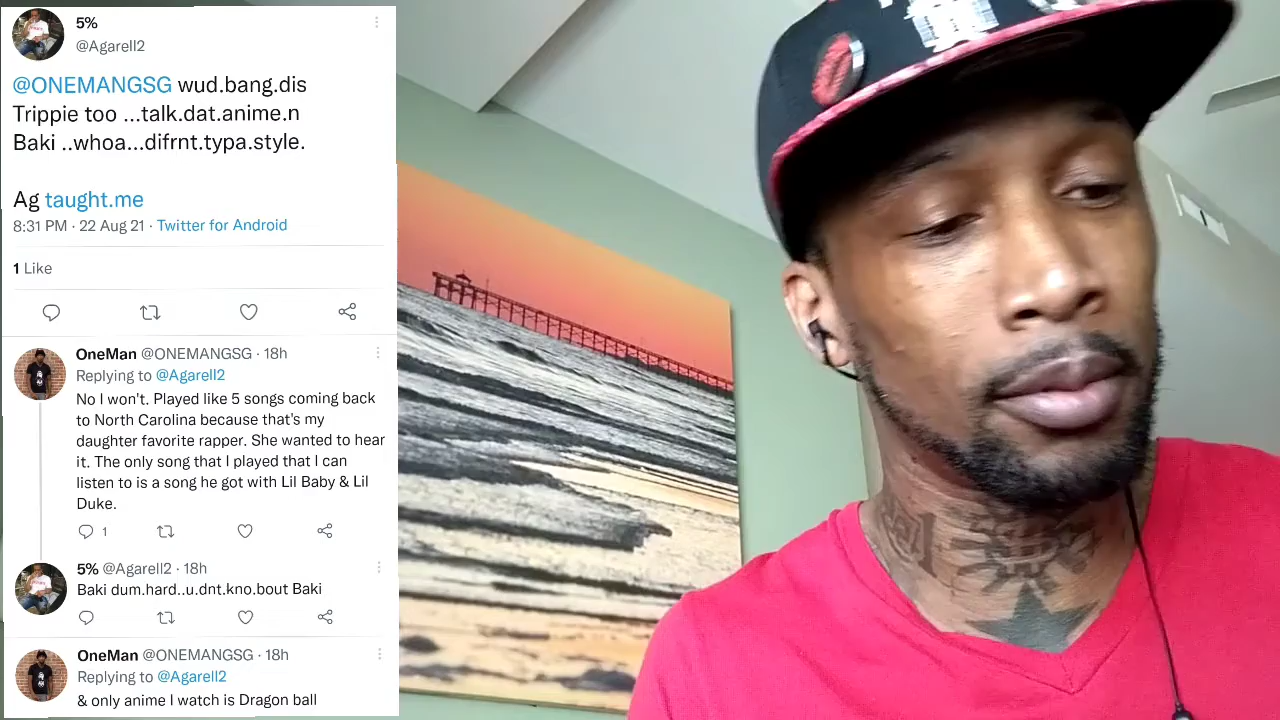 5%
@Agarell2
@ONEMANGSG wud.bang.dis
Trippie too ...talk.dat.anime.n
Baki ..whoa...difrnt.typa.style.
Ag taught.me
8:31 PM · 22 Aug 21 · Twitter for Android
1 Like
OneMan @ONEMANGSG · 18h
Replying to @Agarell2
No I won't. Played like 5 songs coming back
to North Carolina because that's my
daughter favorite rapper. She wanted to hear
it. The only song that I played that I can
listen to is a song he got with Lil Baby & Lil
Duke.
1
5% @Agarell2 · 18h
Baki dum.hard..u.dnt.kno.bout Baki
OneMan @ONEMANGSG · 18h
Replying to @Agarell2
& only anime I watch is Dragon ball